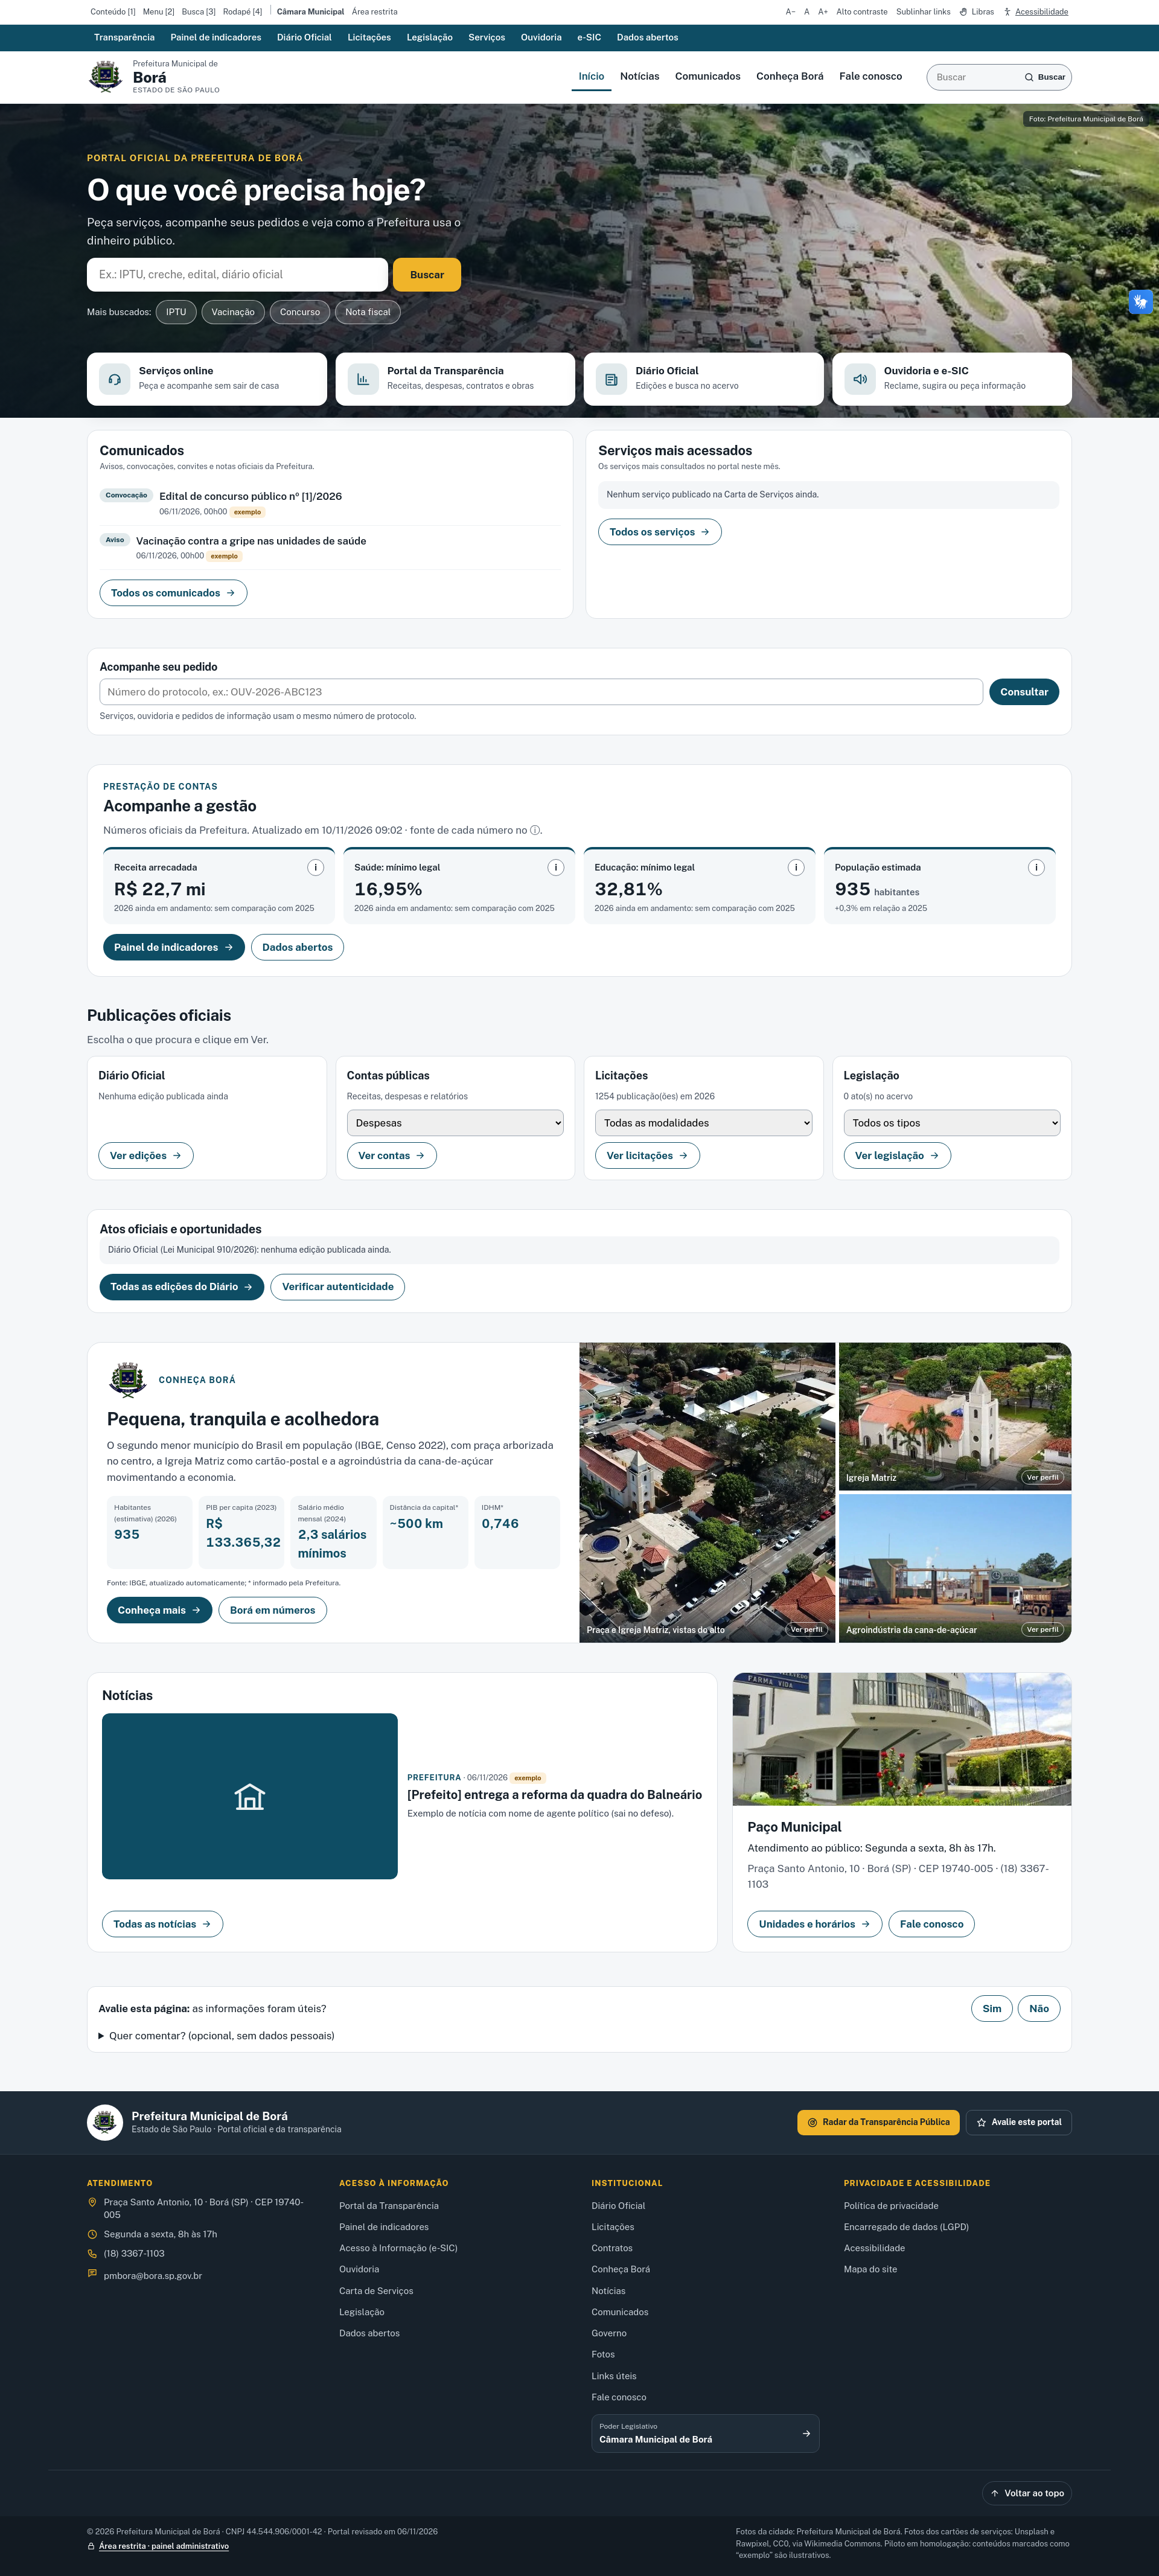 Conteúdo [1] Menu [2] Busca [3] Rodapé [4] Câmara Municipal Área restrita
A− A A+ Alto contraste Sublinhar links Libras Acessibilidade
Transparência Painel de indicadores Diário Oficial Licitações Legislação Serviços Ouvidoria e-SIC Dados abertos
Prefeitura Municipal de
Borá
ESTADO DE SÃO PAULO
Início Notícias Comunicados Conheça Borá Fale conosco
Buscar Buscar
Foto: Prefeitura Municipal de Borá
PORTAL OFICIAL DA PREFEITURA DE BORÁ
O que você precisa hoje?
Peça serviços, acompanhe seus pedidos e veja como a Prefeitura usa o
dinheiro público.
Ex.: IPTU, creche, edital, diário oficial
Buscar
Mais buscados: IPTU Vacinação Concurso Nota fiscal
Serviços online
Peça e acompanhe sem sair de casa
Portal da Transparência
Receitas, despesas, contratos e obras
Diário Oficial
Edições e busca no acervo
Ouvidoria e e-SIC
Reclame, sugira ou peça informação
Comunicados
Avisos, convocações, convites e notas oficiais da Prefeitura.
Convocação Edital de concurso público nº [1]/2026
06/11/2026, 00h00 exemplo
Aviso Vacinação contra a gripe nas unidades de saúde
06/11/2026, 00h00 exemplo
Todos os comunicados →
Serviços mais acessados
Os serviços mais consultados no portal neste mês.
Nenhum serviço publicado na Carta de Serviços ainda.
Todos os serviços →
Acompanhe seu pedido
Número do protocolo, ex.: OUV-2026-ABC123
Consultar
Serviços, ouvidoria e pedidos de informação usam o mesmo número de protocolo.
PRESTAÇÃO DE CONTAS
Acompanhe a gestão
Números oficiais da Prefeitura. Atualizado em 10/11/2026 09:02 · fonte de cada número no ⓘ.
Receita arrecadada i
R$ 22,7 mi
2026 ainda em andamento: sem comparação com 2025
Saúde: mínimo legal i
16,95%
2026 ainda em andamento: sem comparação com 2025
Educação: mínimo legal i
32,81%
2026 ainda em andamento: sem comparação com 2025
População estimada i
935 habitantes
+0,3% em relação a 2025
Painel de indicadores → Dados abertos
Publicações oficiais
Escolha o que procura e clique em Ver.
Diário Oficial
Nenhuma edição publicada ainda
Ver edições →
Contas públicas
Receitas, despesas e relatórios
Despesas
Ver contas →
Licitações
1254 publicação(ões) em 2026
Todas as modalidades
Ver licitações →
Legislação
0 ato(s) no acervo
Todos os tipos
Ver legislação →
Atos oficiais e oportunidades
Diário Oficial (Lei Municipal 910/2026): nenhuma edição publicada ainda.
Todas as edições do Diário → Verificar autenticidade
CONHEÇA BORÁ
Pequena, tranquila e acolhedora
O segundo menor município do Brasil em população (IBGE, Censo 2022), com praça arborizada
no centro, a Igreja Matriz como cartão-postal e a agroindústria da cana-de-açúcar
movimentando a economia.
Habitantes
(estimativa) (2026)
935
PIB per capita (2023)
R$
133.365,32
Salário médio
mensal (2024)
2,3 salários
mínimos
Distância da capital*
~500 km
IDHM*
0,746
Fonte: IBGE, atualizado automaticamente; * informado pela Prefeitura.
Conheça mais → Borá em números
Praça e Igreja Matriz, vistas do alto Ver perfil
Igreja Matriz Ver perfil
Agroindústria da cana-de-açúcar Ver perfil
Notícias
PREFEITURA · 06/11/2026 exemplo
[Prefeito] entrega a reforma da quadra do Balneário
Exemplo de notícia com nome de agente político (sai no defeso).
Todas as notícias →
FARMA VIDA
Paço Municipal
Atendimento ao público: Segunda a sexta, 8h às 17h.
Praça Santo Antonio, 10 · Borá (SP) · CEP 19740-005 · (18) 3367-
1103
Unidades e horários → Fale conosco
Avalie esta página: as informações foram úteis?
Sim Não
▶ Quer comentar? (opcional, sem dados pessoais)
Prefeitura Municipal de Borá
Estado de São Paulo · Portal oficial e da transparência
Radar da Transparência Pública Avalie este portal
ATENDIMENTO
Praça Santo Antonio, 10 · Borá (SP) · CEP 19740-
005
Segunda a sexta, 8h às 17h
(18) 3367-1103
pmbora@bora.sp.gov.br
ACESSO À INFORMAÇÃO
Portal da Transparência
Painel de indicadores
Acesso à Informação (e-SIC)
Ouvidoria
Carta de Serviços
Legislação
Dados abertos
INSTITUCIONAL
Diário Oficial
Licitações
Contratos
Conheça Borá
Notícias
Comunicados
Governo
Fotos
Links úteis
Fale conosco
Poder Legislativo
Câmara Municipal de Borá →
PRIVACIDADE E ACESSIBILIDADE
Política de privacidade
Encarregado de dados (LGPD)
Acessibilidade
Mapa do site
↑ Voltar ao topo
© 2026 Prefeitura Municipal de Borá · CNPJ 44.544.906/0001-42 · Portal revisado em 06/11/2026
Área restrita · painel administrativo
Fotos da cidade: Prefeitura Municipal de Borá. Fotos dos cartões de serviços: Unsplash e
Rawpixel, CC0, via Wikimedia Commons. Piloto em homologação: conteúdos marcados como
"exemplo" são ilustrativos.